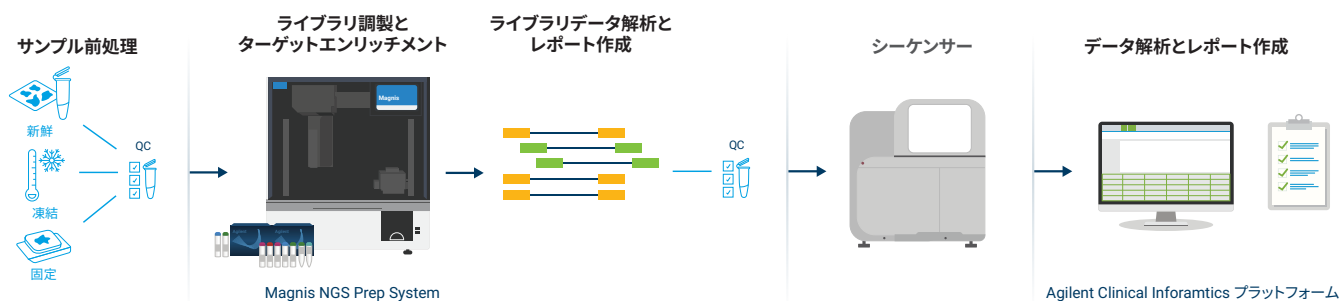 サンプル前処理
新鮮
凍結
固定
QC
ライブラリ調製と
ターゲットエンリッチメント
Magnis
Agilent
Agilent
Magnis NGS Prep System
ライブラリデータ解析と
レポート作成
QC
シーケンサー
データ解析とレポート作成
Agilent Clinical Inforamtics プラットフォーム